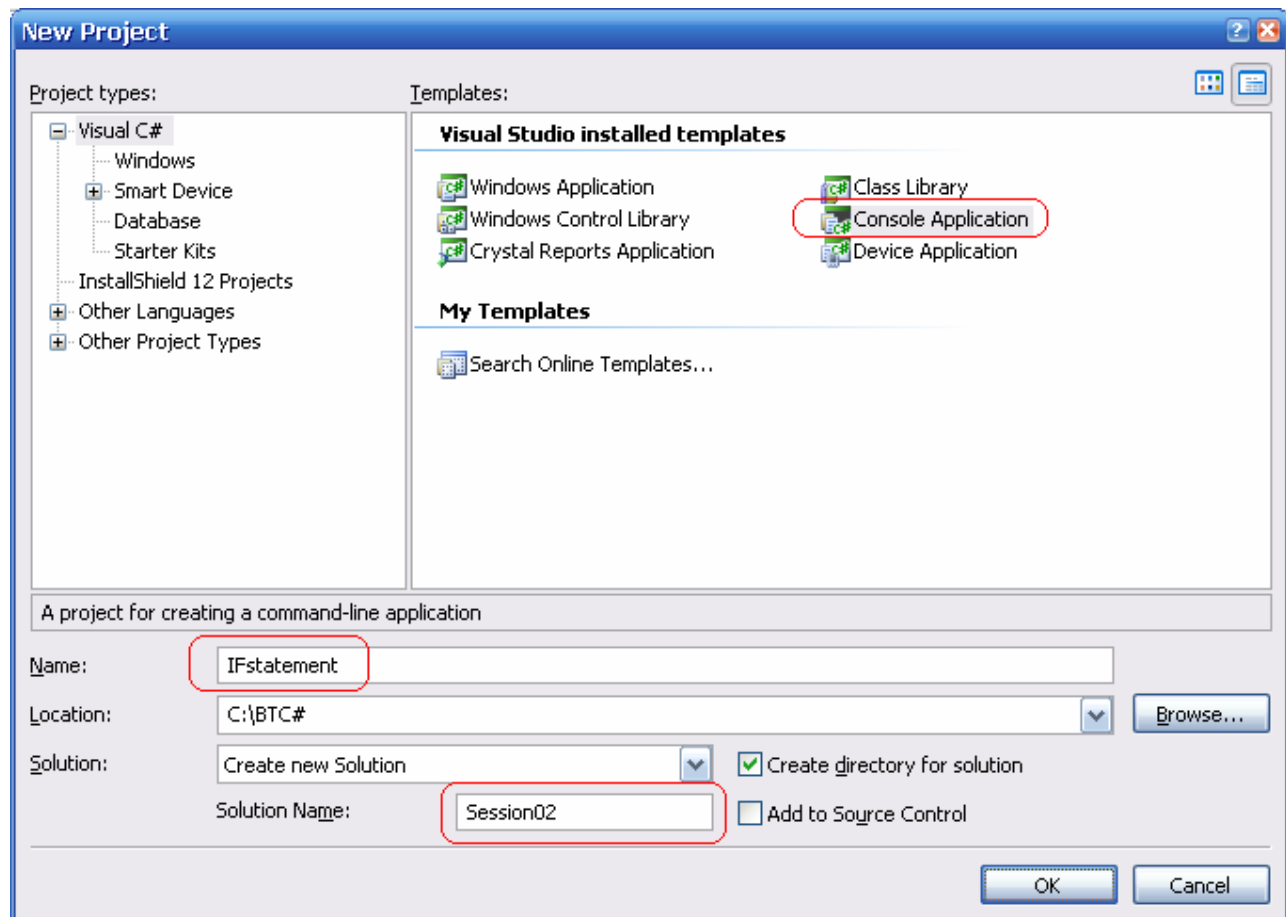 New Project
Project types:
Templates:
Visual C#
Windows
Smart Device
Database
Starter Kits
InstallShield 12 Projects
Other Languages
Other Project Types
Visual Studio installed templates
Windows Application
Class Library
Windows Control Library
Console Application
Crystal Reports Application
Device Application
My Templates
Search Online Templates...
A project for creating a command-line application
Name:
IFstatement
Location:
C:\BTC#
Browse...
Solution:
Create new Solution
Create directory for solution
Solution Name:
Session02
Add to Source Control
OK
Cancel